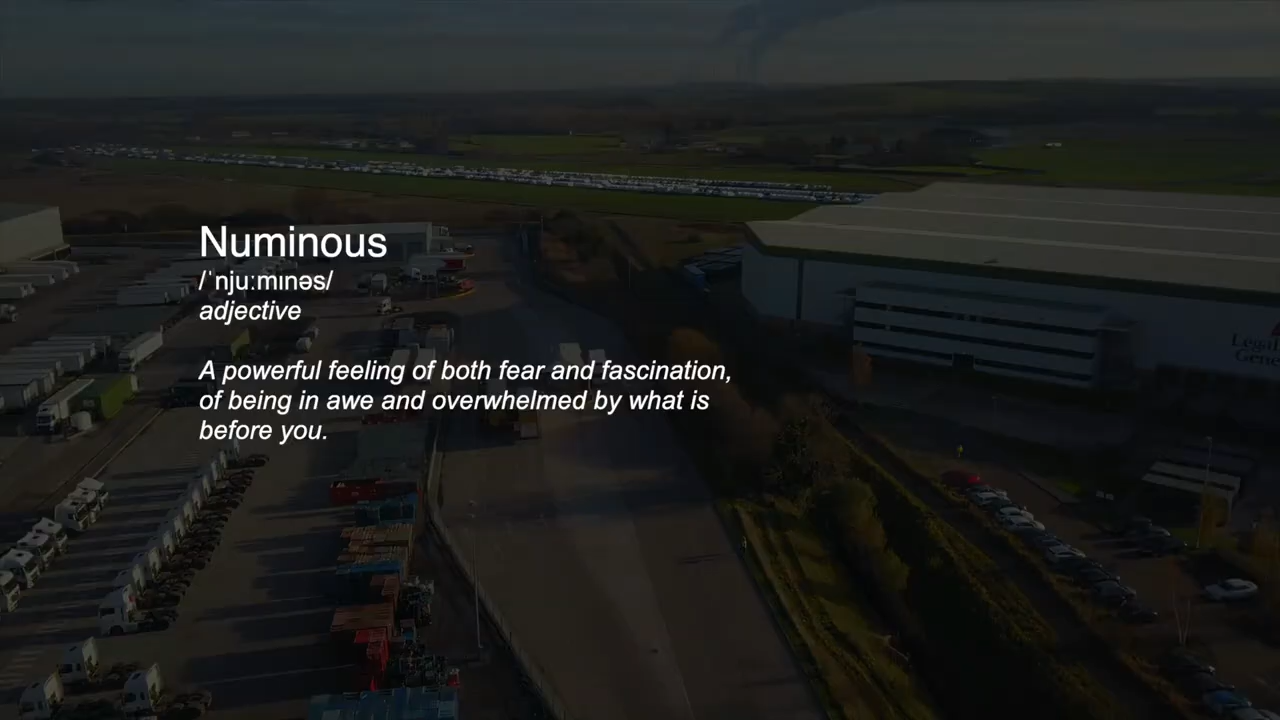 Numinous
/ˈnjuːmɪnəs/
adjective
A powerful feeling of both fear and fascination,
of being in awe and overwhelmed by what is
before you.
Legal